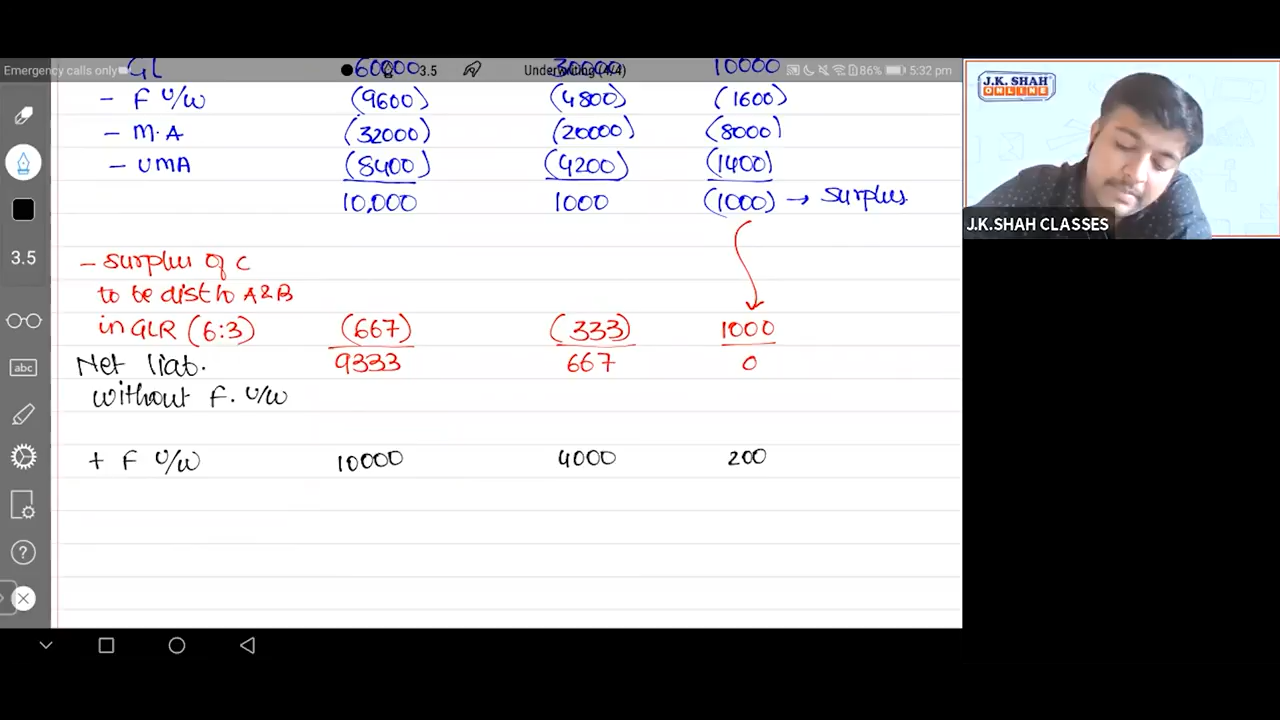 Emergency calls only 3.5 Underwriting (4/4) 86% 5:32 pm
GL 60000 30000 10000
- F U/W (9600) (4800) (1600)
- M.A (32000) (20000) (8000)
- UMA (8400) (4200) (1400)
10,000 1000 (1000) → Surplus.
- Surplus of C
to be dist to A&B
in GLR (6:3) (667) (333) 1000
Net liab. 9333 667 0
without F. U/W
+ F U/W 10000 4000 200
3.5
abc
J.K. SHAH
ONLINE
J.K.SHAH CLASSES